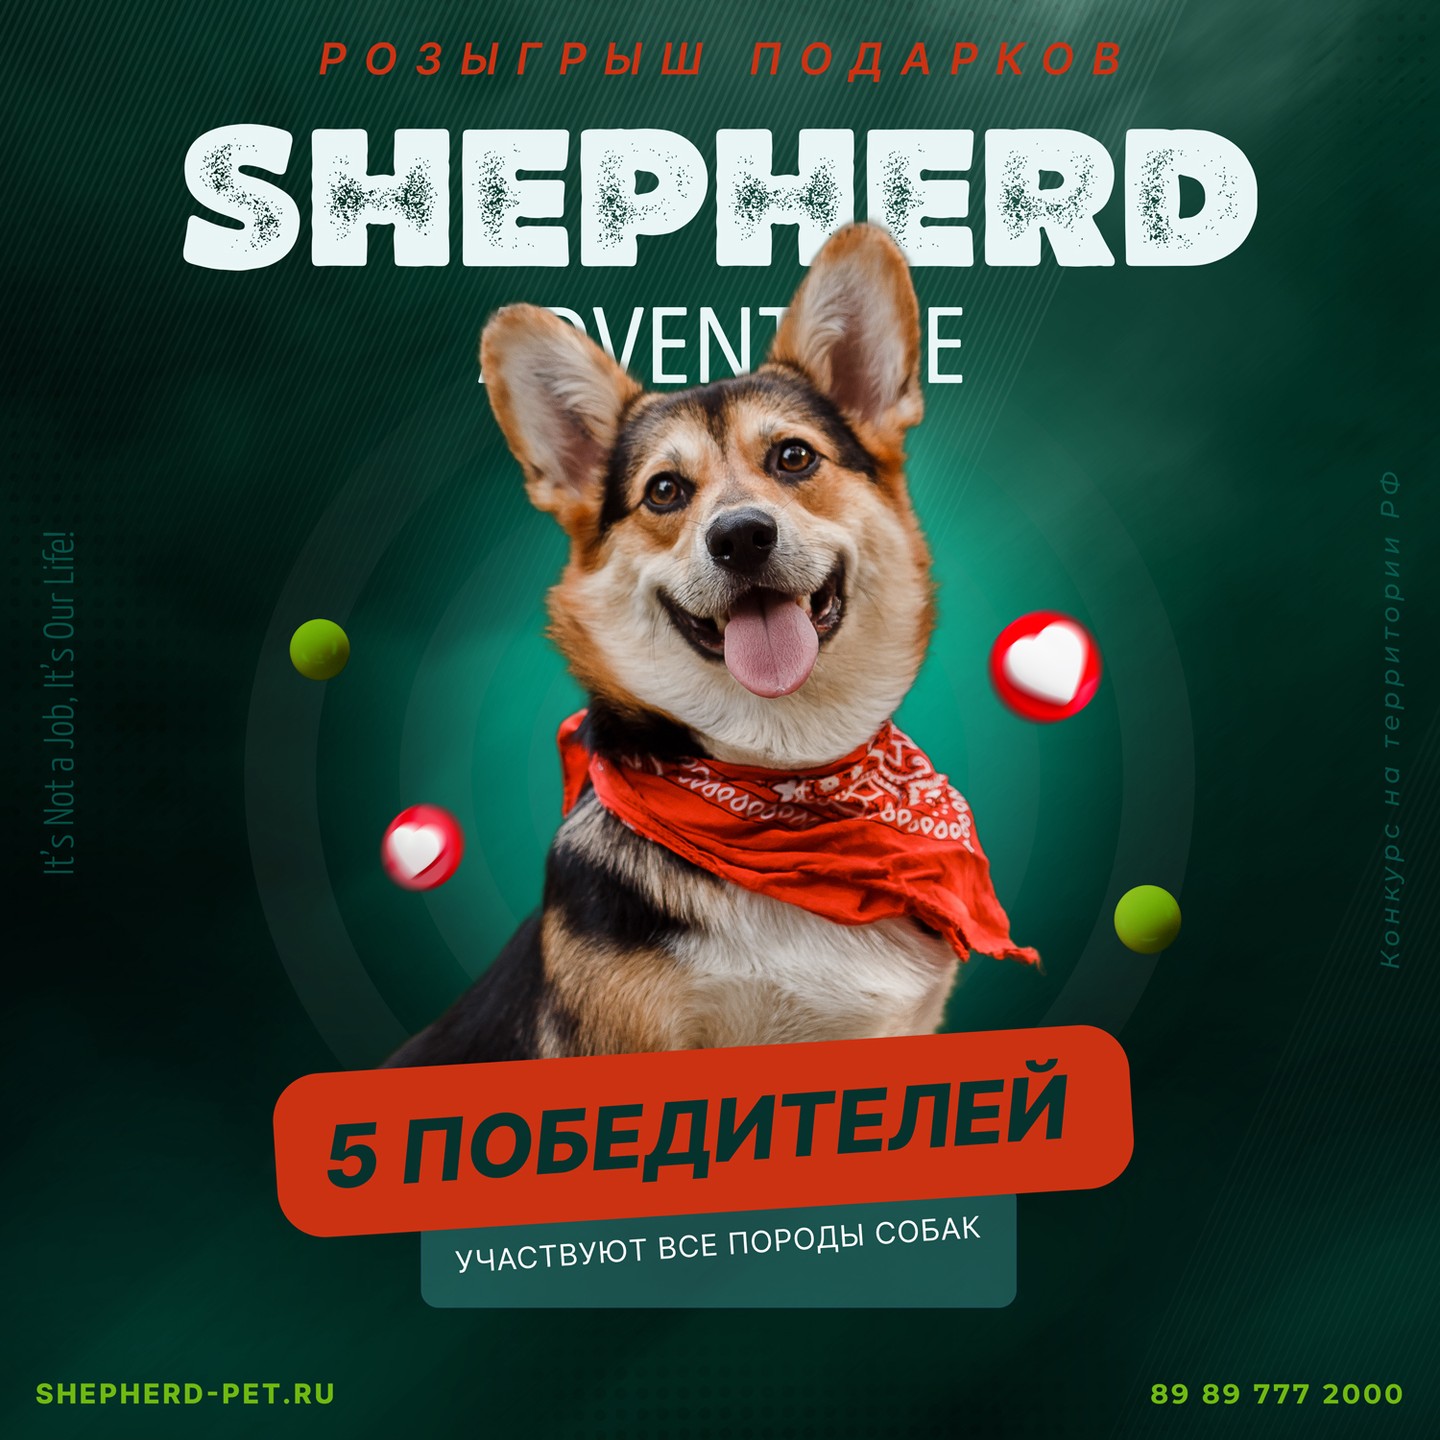 РОЗЫГРЫШ ПОДАРКОВ
SHEPHERD
It's Not a Job, It's Our Life!
Конкурс на территории РФ
5 ПОБЕДИТЕЛЕЙ
УЧАСТВУЮТ ВСЕ ПОРОДЫ СОБАК
SHEPHERD-PET.RU
89 89 777 2000